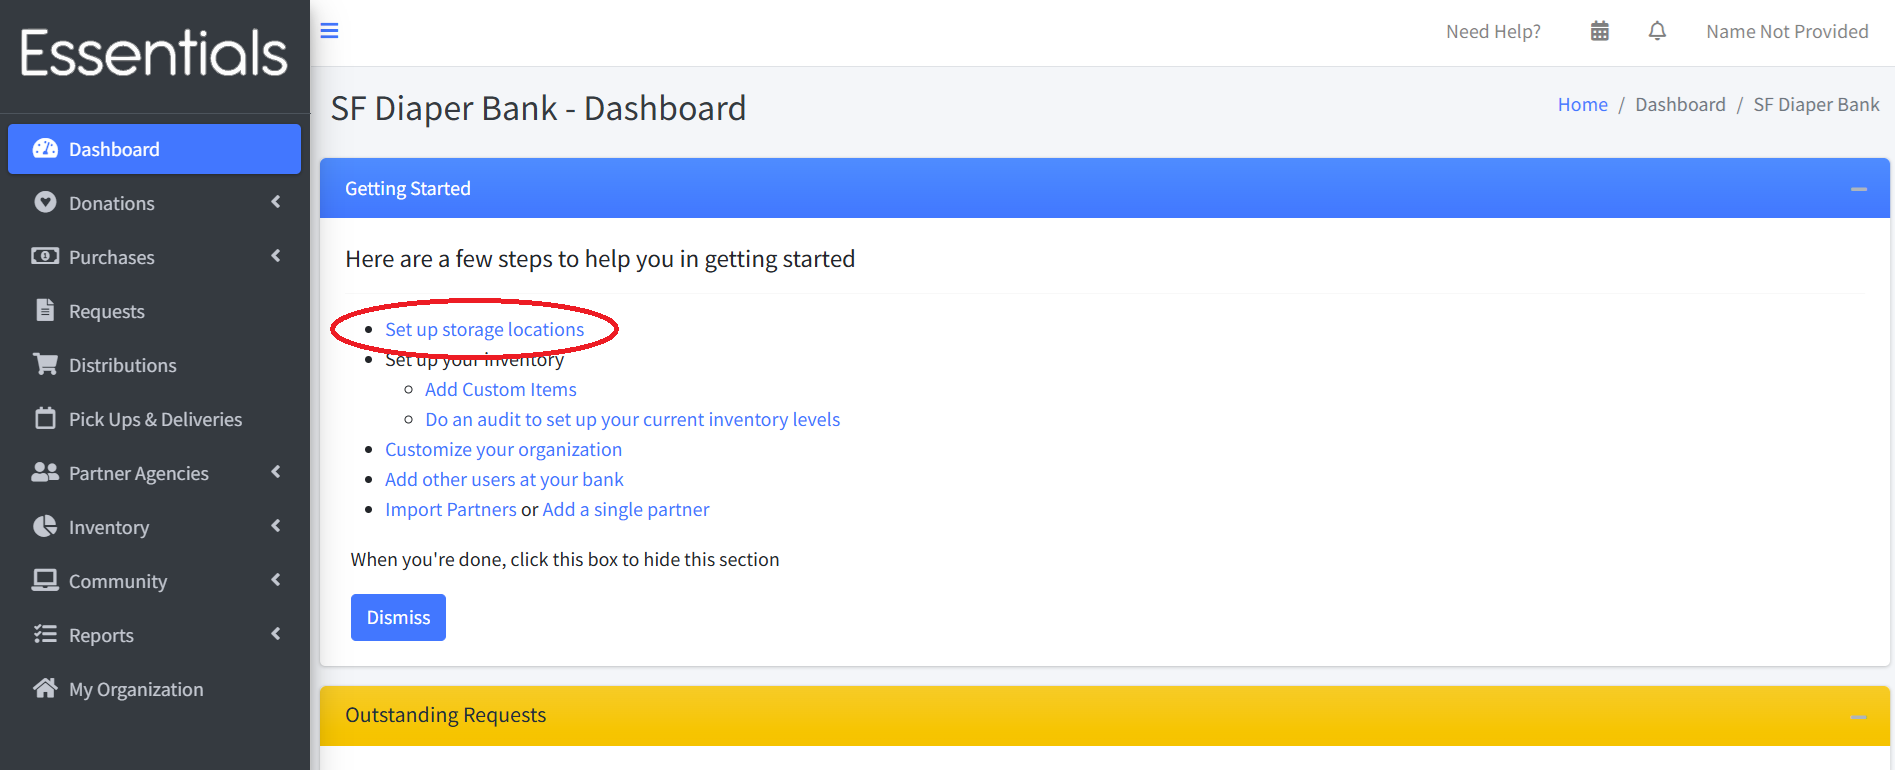 Essentials
Need Help?
Name Not Provided
SF Diaper Bank - Dashboard
Home / Dashboard / SF Diaper Bank
Dashboard
Donations
Purchases
Requests
Distributions
Pick Ups & Deliveries
Partner Agencies
Inventory
Community
Reports
My Organization
Getting Started
Here are a few steps to help you in getting started
Set up storage locations
Set up your inventory
Add Custom Items
Do an audit to set up your current inventory levels
Customize your organization
Add other users at your bank
Import Partners or Add a single partner
When you're done, click this box to hide this section
Dismiss
Outstanding Requests